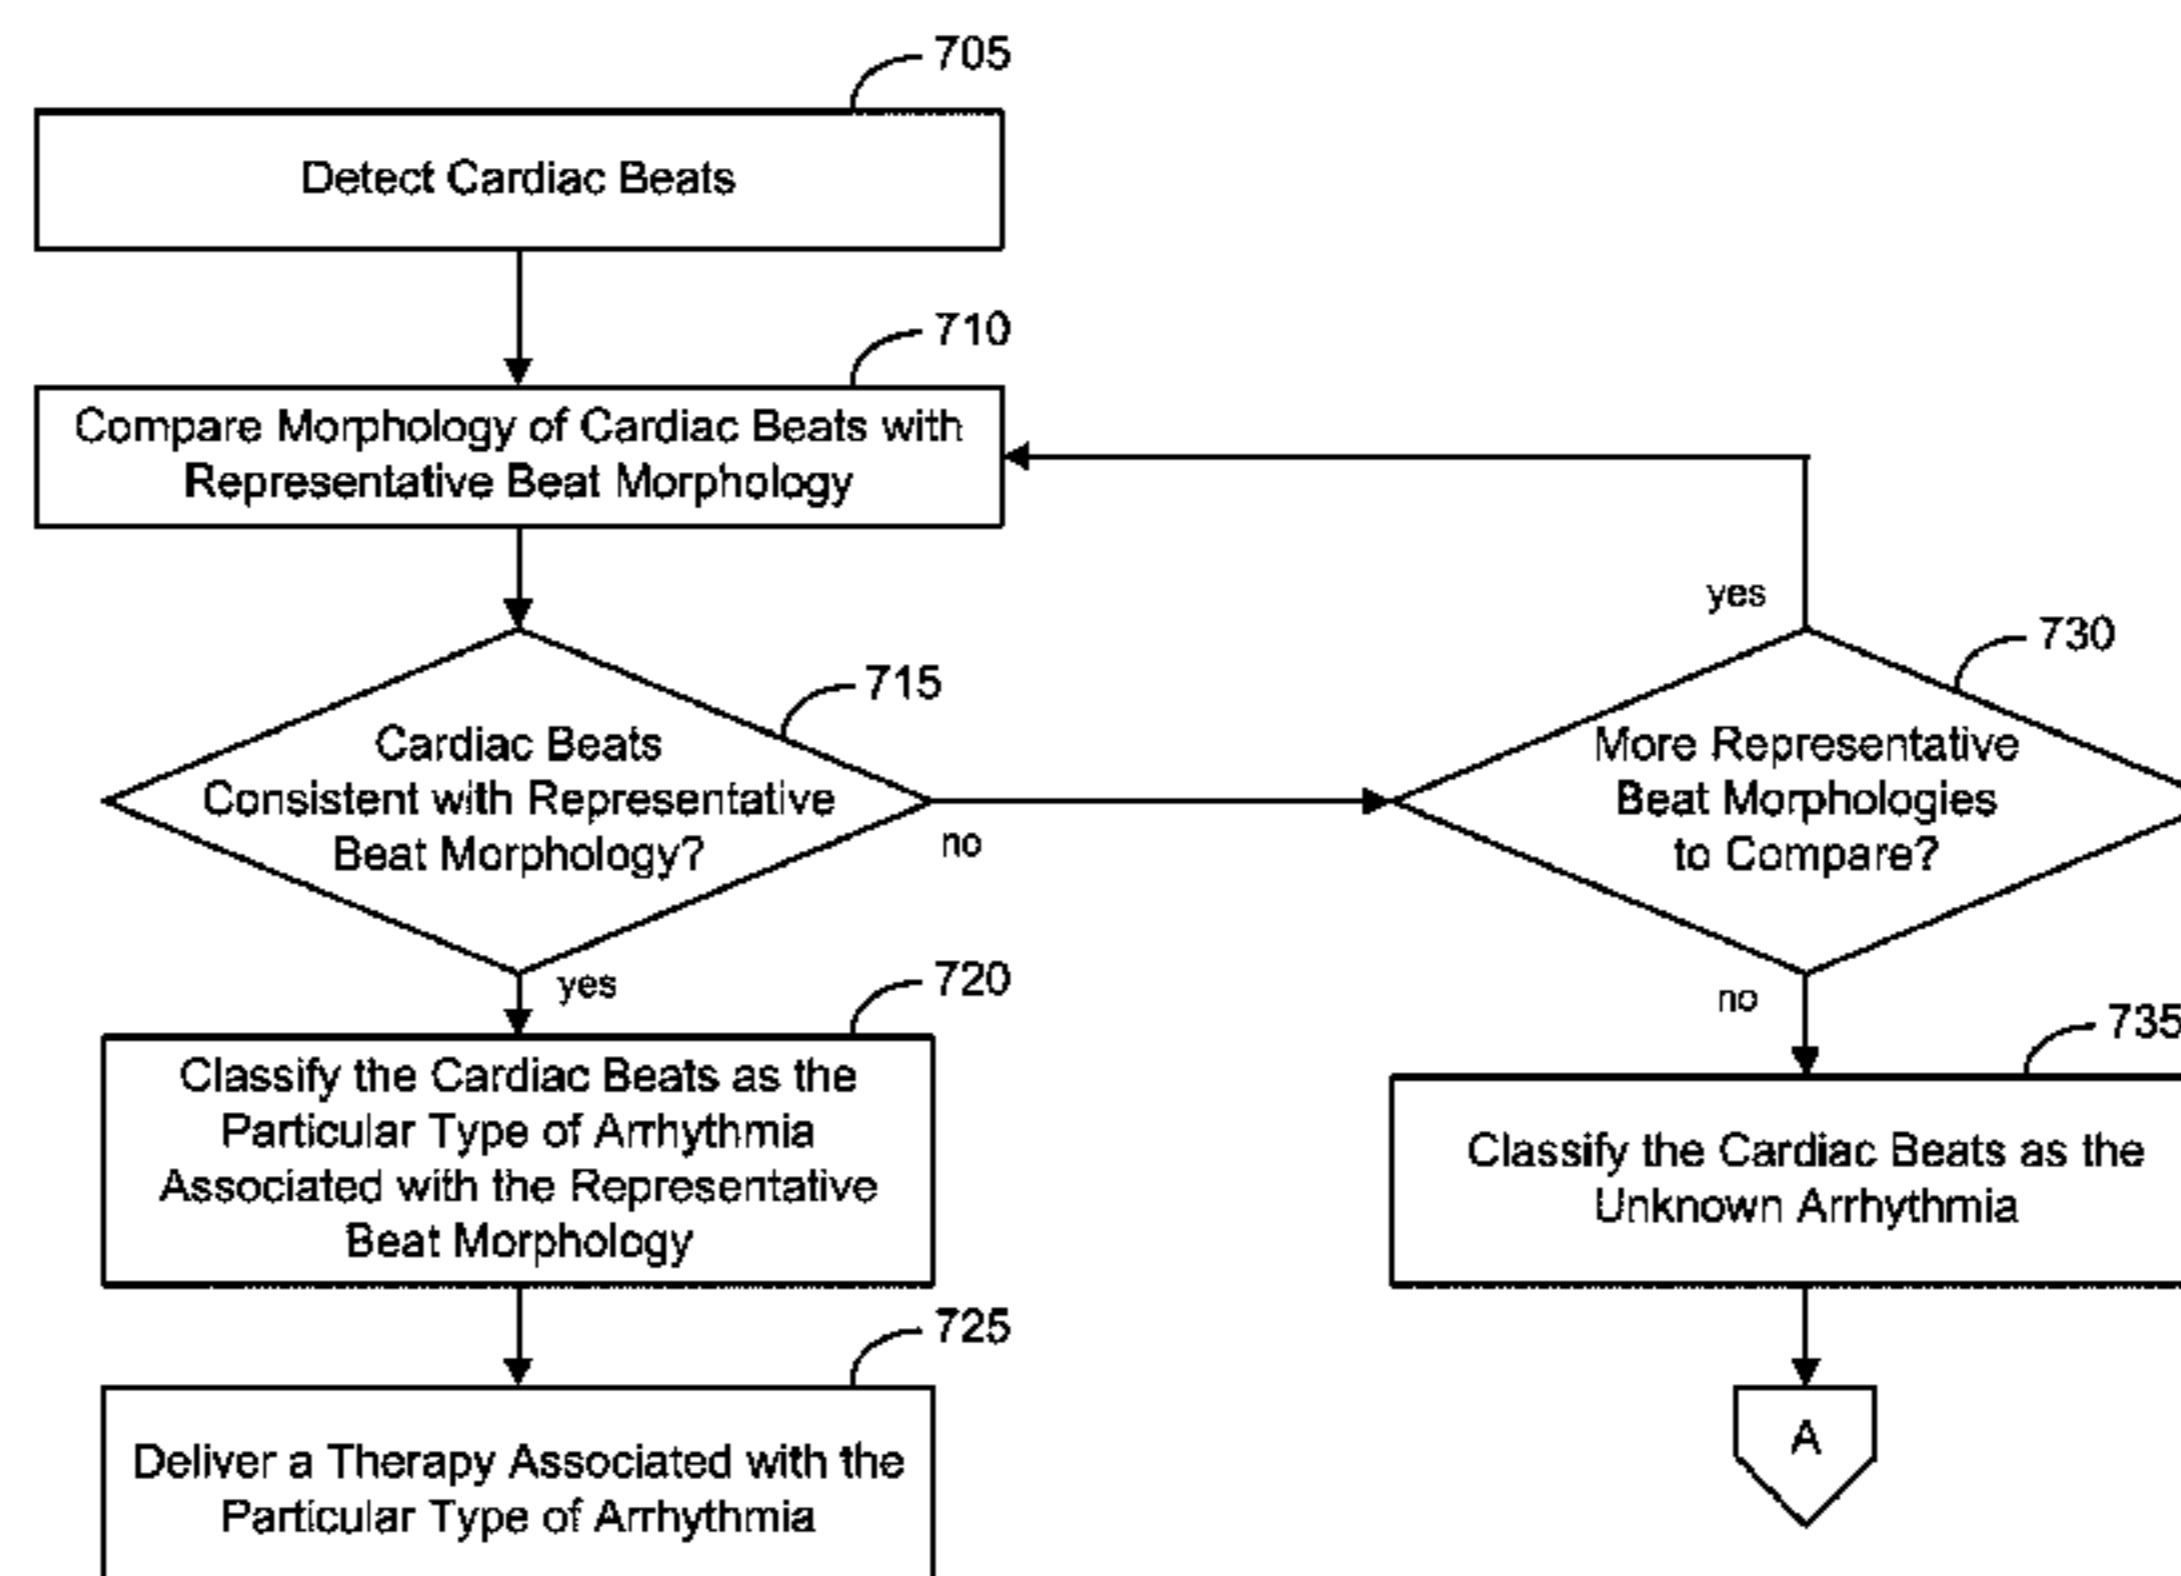 705
Detect Cardiac Beats
710
Compare Morphology of Cardiac Beats with
Representative Beat Morphology
yes
730
715
Cardiac Beats
Consistent with Representative
Beat Morphology?
no
More Representative
Beat Morphologies
to Compare?
yes
720
no
735
Classify the Cardiac Beats as the
Particular Type of Arrhythmia
Associated with the Representative
Beat Morphology
Classify the Cardiac Beats as the
Unknown Arrhythmia
725
Deliver a Therapy Associated with the
Particular Type of Arrhythmia
A